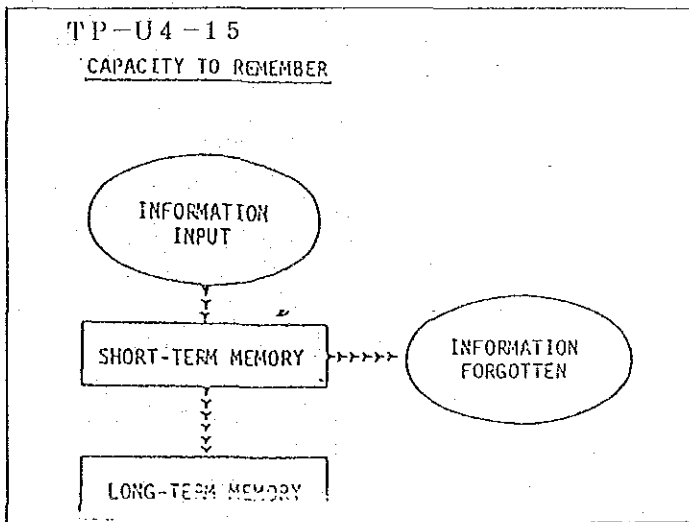 TP-U4-15
CAPACITY TO REMEMBER
INFORMATION
INPUT
SHORT-TERM MEMORY
INFORMATION
FORGOTTEN
LONG-TERM MEMORY